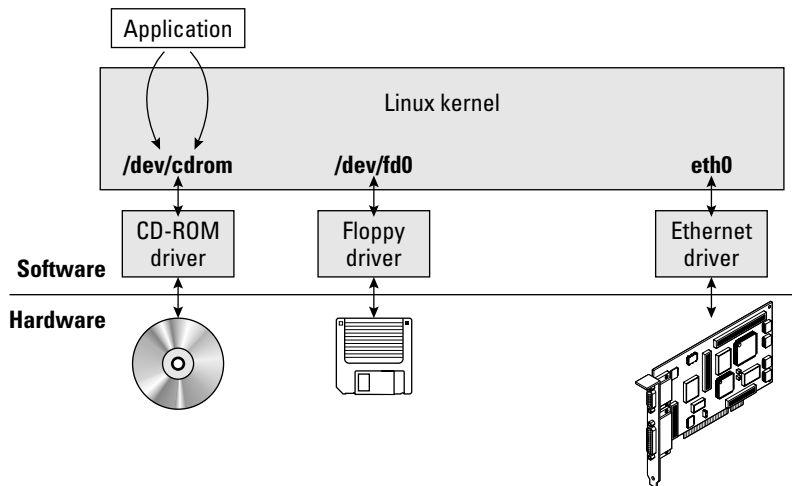 Application
Linux kernel
/dev/cdrom
/dev/fd0
eth0
CD-ROM
driver
Floppy
driver
Ethernet
driver
Software
Hardware